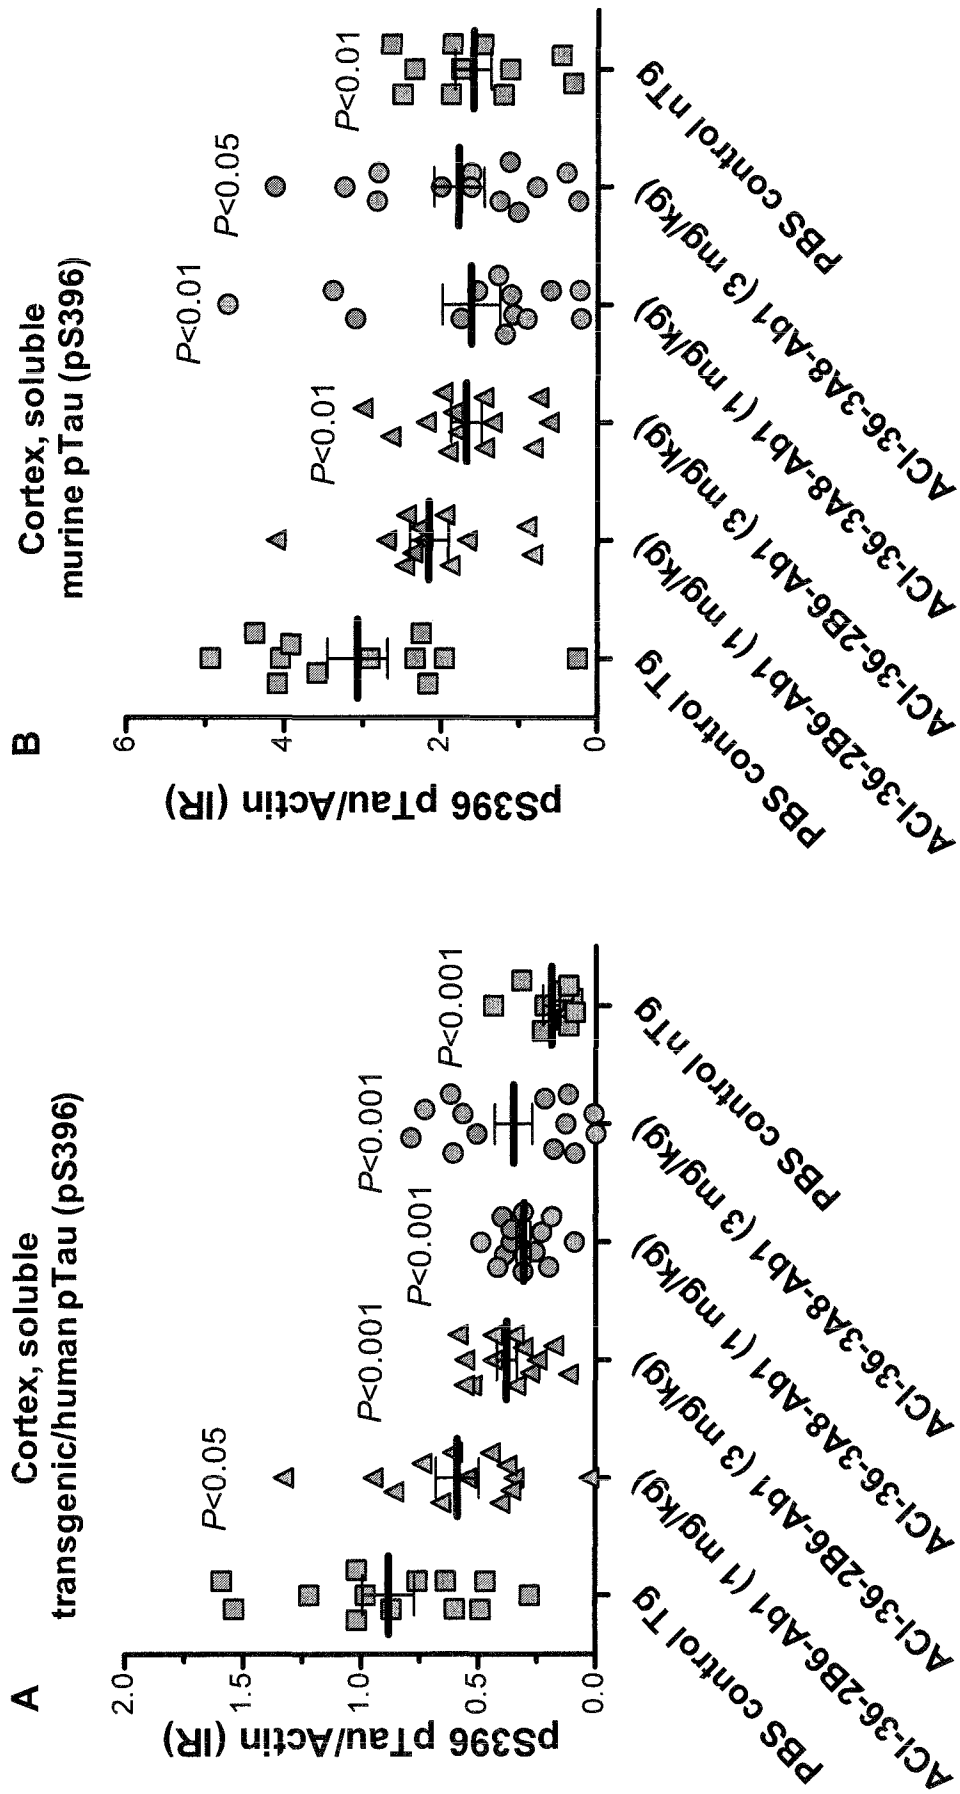 A
Cortex, soluble
transgenic/human pTau (pS396)
pS396 pTau/Actin (IR)
2.0
1.5
1.0
0.5
0.0
P<0.05
P<0.001
P<0.001
P<0.001
P<0.001
PBS control Tg
ACI-36-2B6-Ab1 (1 mg/kg)
ACI-36-2B6-Ab1 (3 mg/kg)
ACI-36-3A8-Ab1 (1 mg/kg)
ACI-36-3A8-Ab1 (3 mg/kg)
PBS control nTg
B
Cortex, soluble
murine pTau (pS396)
pS396 pTau/Actin (IR)
6
4
2
0
P<0.01
P<0.01
P<0.05
P<0.01
PBS control Tg
ACI-36-2B6-Ab1 (1 mg/kg)
ACI-36-2B6-Ab1 (3 mg/kg)
ACI-36-3A8-Ab1 (1 mg/kg)
ACI-36-3A8-Ab1 (3 mg/kg)
PBS control nTg